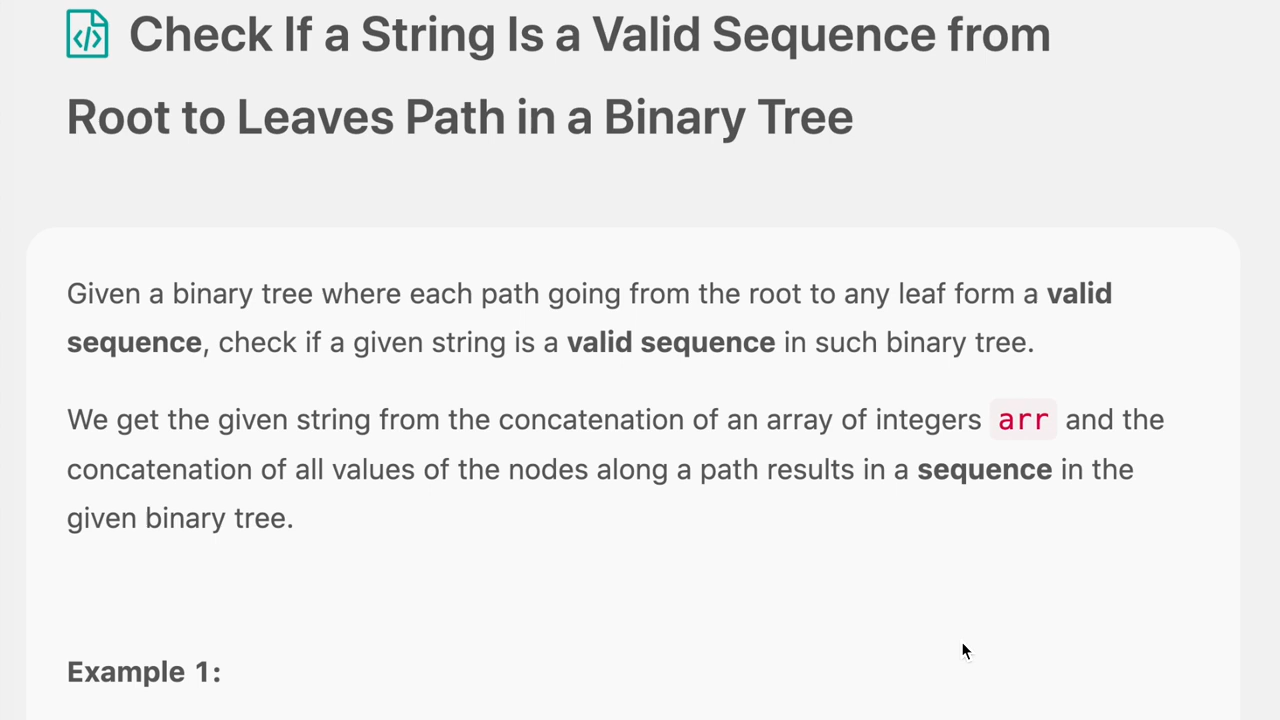 Check If a String Is a Valid Sequence from
Root to Leaves Path in a Binary Tree
Given a binary tree where each path going from the root to any leaf form a valid
sequence, check if a given string is a valid sequence in such binary tree.
We get the given string from the concatenation of an array of integers arr and the
concatenation of all values of the nodes along a path results in a sequence in the
given binary tree.
Example 1: